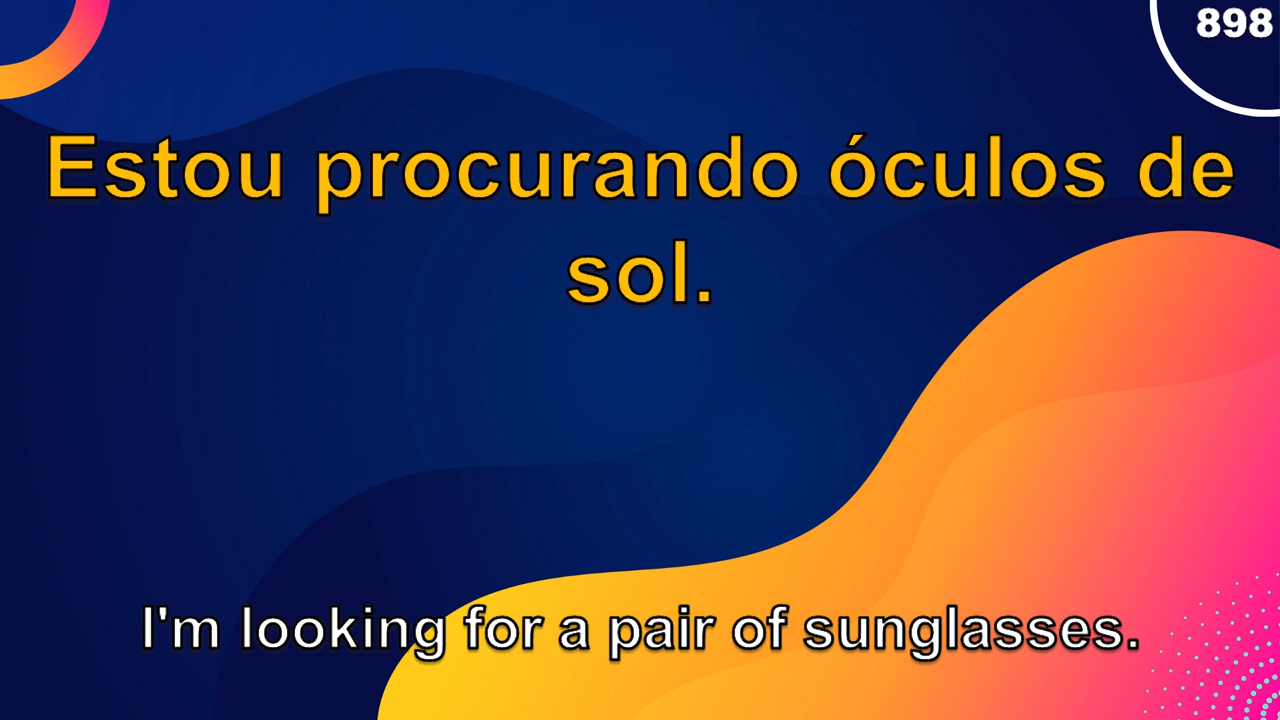 898
Estou procurando óculos de
sol.
I'm looking for a pair of sunglasses.